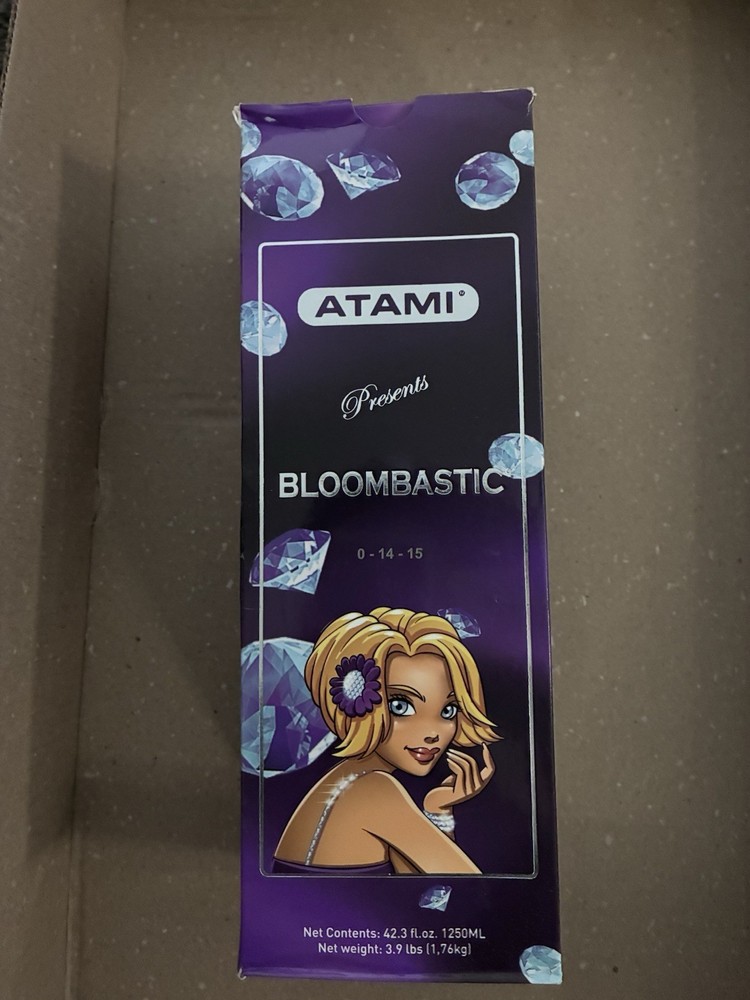 ATAMI
Presents
BLOOMBASTIC
0 - 14 - 15
Net Contents: 42.3 fl.oz. 1250ML
Net weight: 3.9 lbs (1,76kg)